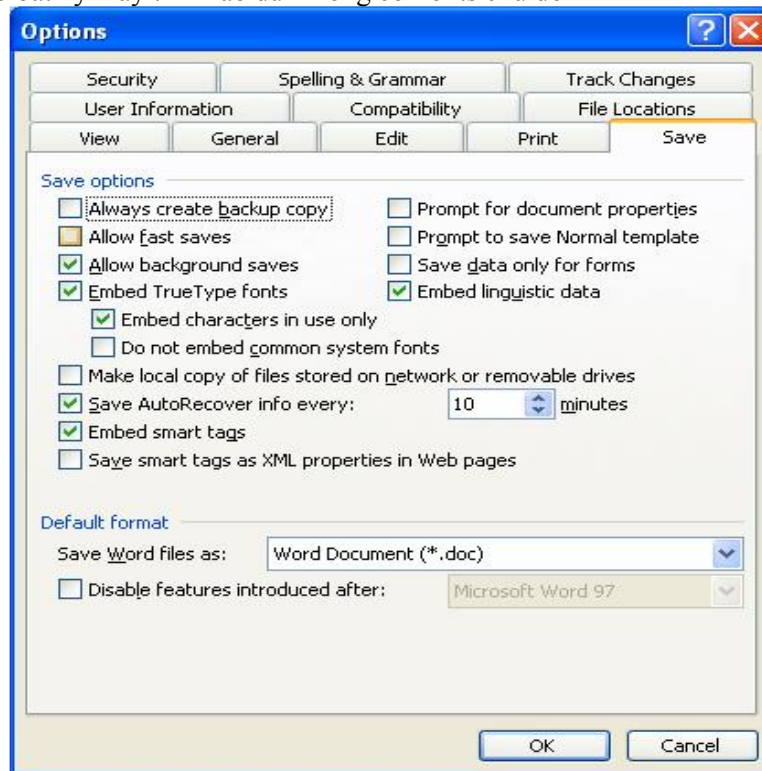 Options
Security Spelling & Grammar Track Changes
User Information Compatibility File Locations
View General Edit Print Save
Save options
Always create backup copy Prompt for document properties
Allow fast saves Prompt to save Normal template
Allow background saves Save data only for forms
Embed TrueType fonts Embed linguistic data
Embed characters in use only
Do not embed common system fonts
Make local copy of files stored on network or removable drives
Save AutoRecover info every: 10 minutes
Embed smart tags
Save smart tags as XML properties in Web pages
Default format
Save Word files as: Word Document (*.doc)
Disable features introduced after: Microsoft Word 97
OK Cancel